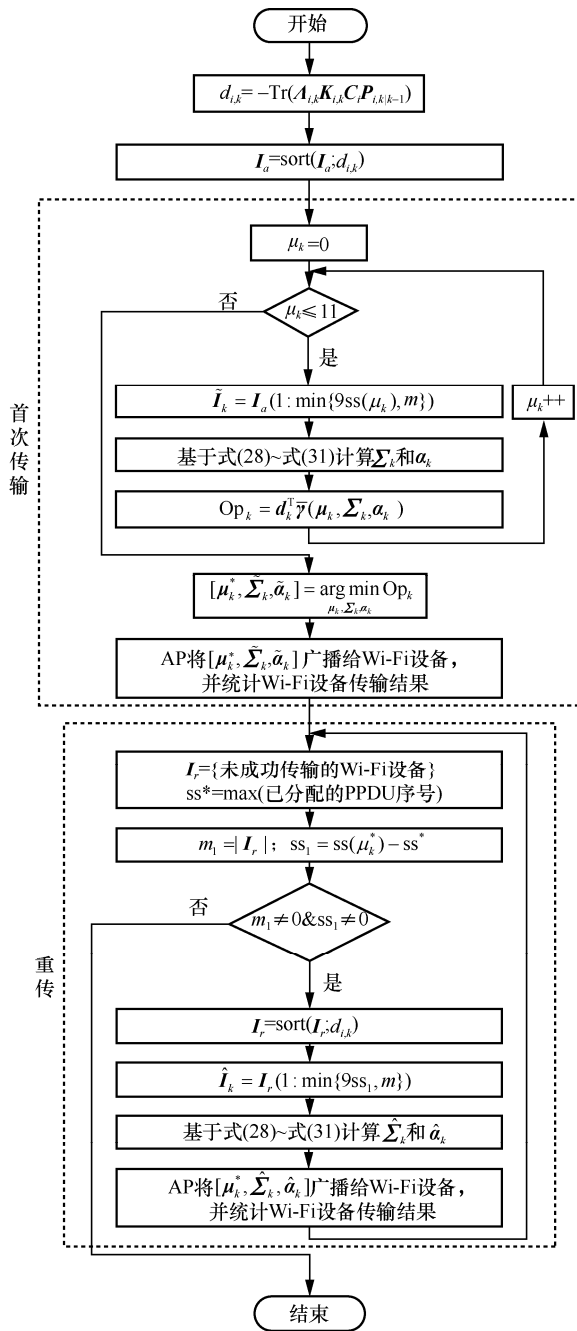 开始
d_{i,k}=−Tr(Λ_{i,k}K_{i,k}C_iP_{i,k|k−1})
I_a=sort(I_a;d_{i,k})
首次传输
μ_k=0
否
μ_k≤11
是
Ĩ_k=I_a(1:min{9ss(μ_k),m})
μ_k++
基于式(28)~式(31)计算Σ_k和α_k
Op_k=d_k^Tγ̄(μ_k,Σ_k,α_k)
[μ_k^*,Σ̃_k,α̃_k]=arg min Op_k
μ_k,Σ_k,α_k
AP将[μ_k^*,Σ̃_k,α̃_k]广播给Wi-Fi设备,
并统计Wi-Fi设备传输结果
重传
I_r={未成功传输的Wi-Fi设备}
ss*=max(已分配的PPDU序号)
m_1=|I_r|；ss_1=ss(μ_k^*)−ss^*
否
m_1≠0&ss_1≠0
是
I_r=sort(I_r;d_{i,k})
Î_k=I_r(1:min{9ss_1,m})
基于式(28)~式(31)计算Σ̂_k和α̂_k
AP将[μ_k^*,Σ̂_k,α̂_k]广播给Wi-Fi设备,
并统计Wi-Fi设备传输结果
结束